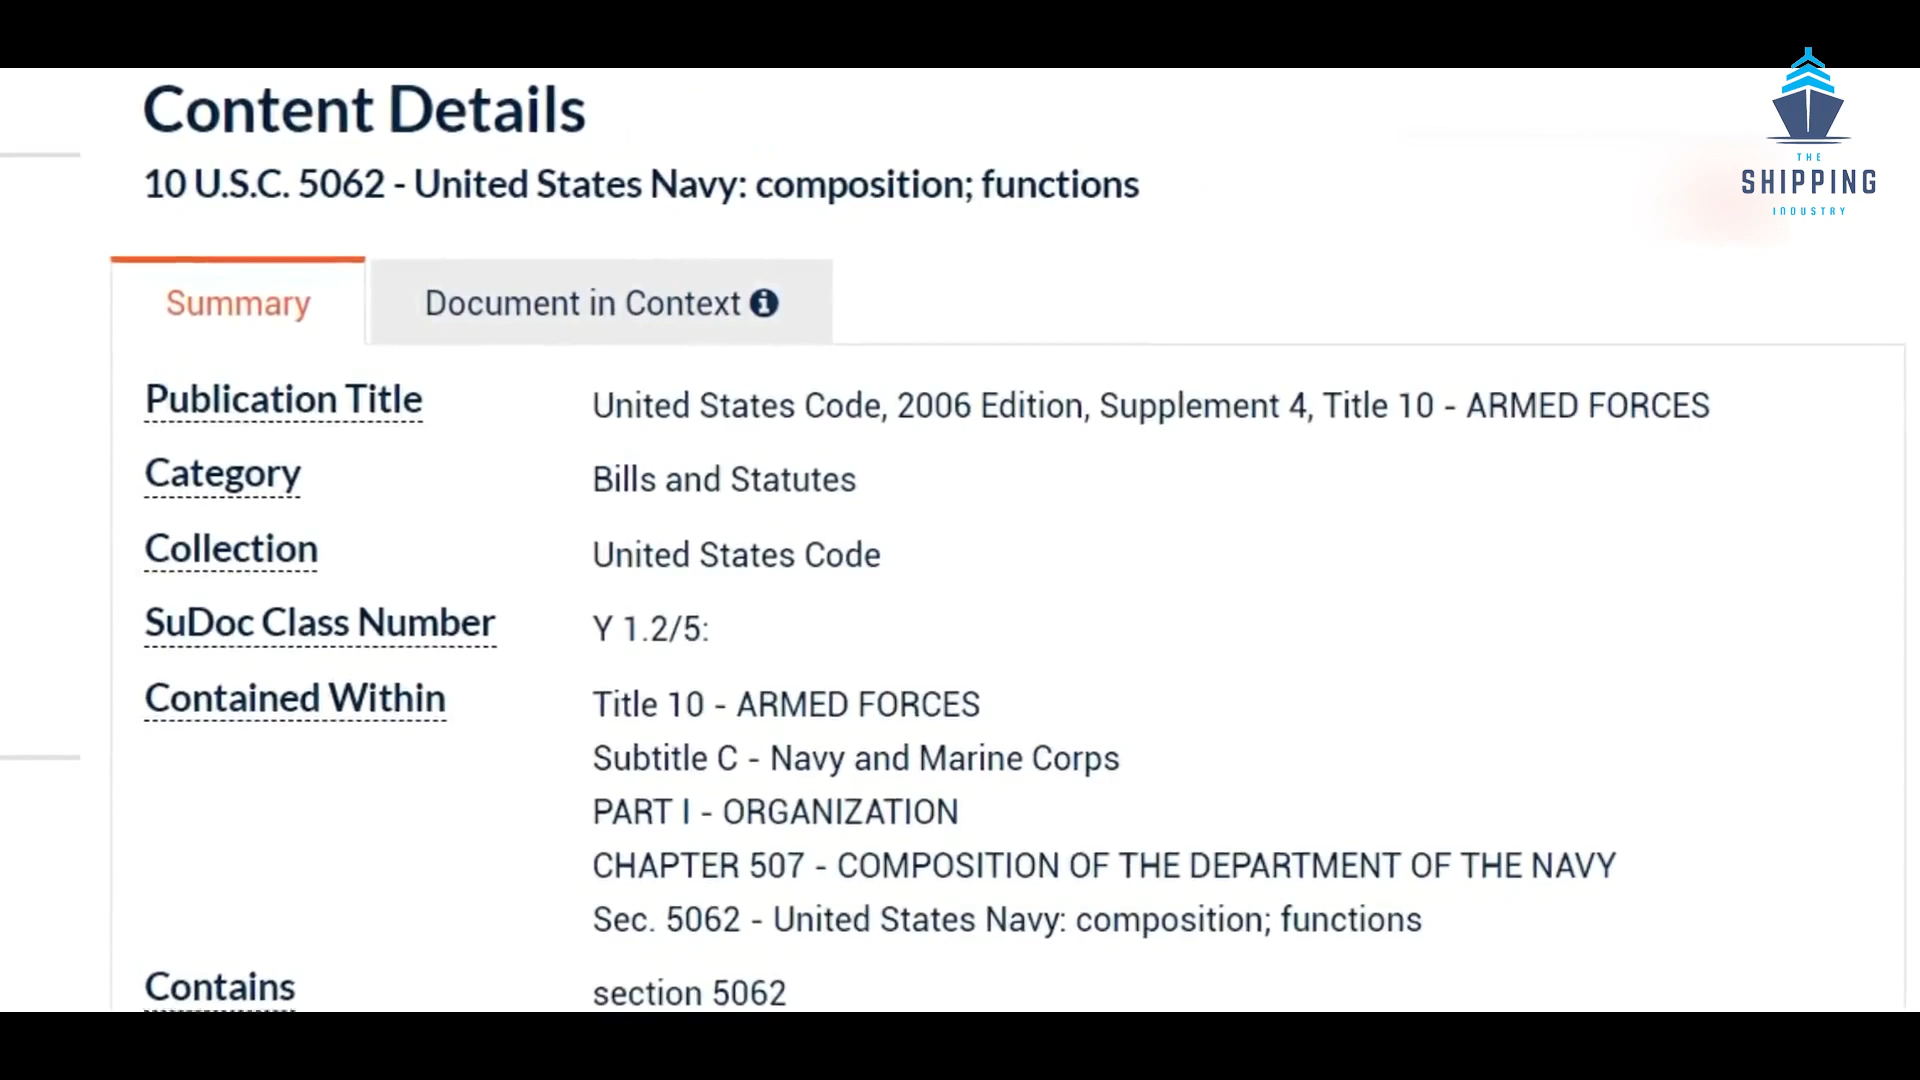 Content Details
10 U.S.C. 5062 - United States Navy: composition; functions
THE
SHIPPING
INDUSTRY
Summary
Document in Context
Publication Title
United States Code, 2006 Edition, Supplement 4, Title 10 - ARMED FORCES
Category
Bills and Statutes
Collection
United States Code
SuDoc Class Number
Y 1.2/5:
Contained Within
Title 10 - ARMED FORCES
Subtitle C - Navy and Marine Corps
PART I - ORGANIZATION
CHAPTER 507 - COMPOSITION OF THE DEPARTMENT OF THE NAVY
Sec. 5062 - United States Navy: composition; functions
Contains
section 5062